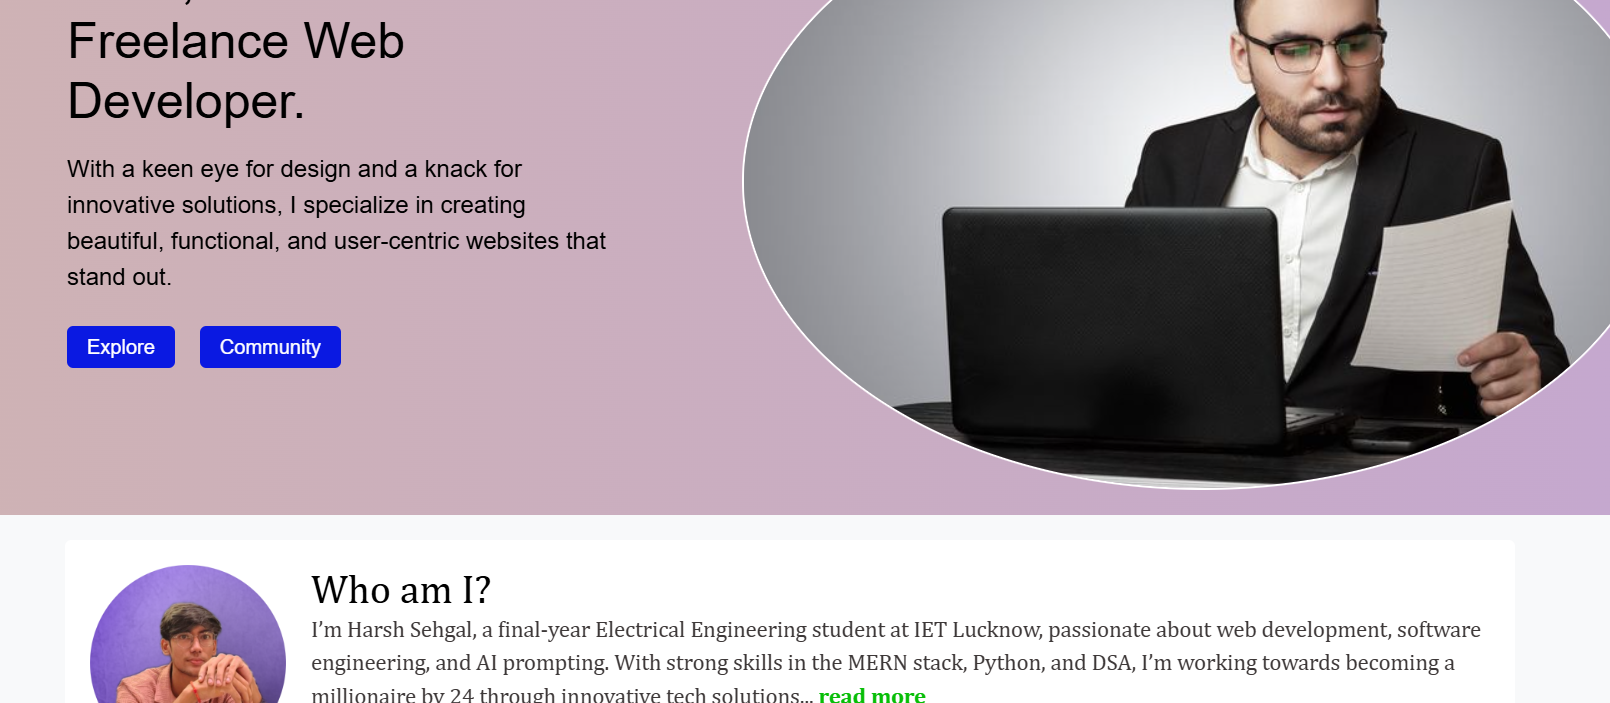 Freelance Web
Developer.
With a keen eye for design and a knack for
innovative solutions, I specialize in creating
beautiful, functional, and user-centric websites that
stand out.
Explore
Community
Who am I?
I’m Harsh Sehgal, a final-year Electrical Engineering student at IET Lucknow, passionate about web development, software
engineering, and AI prompting. With strong skills in the MERN stack, Python, and DSA, I’m working towards becoming a
millionaire by 24 through innovative tech solutions... read more